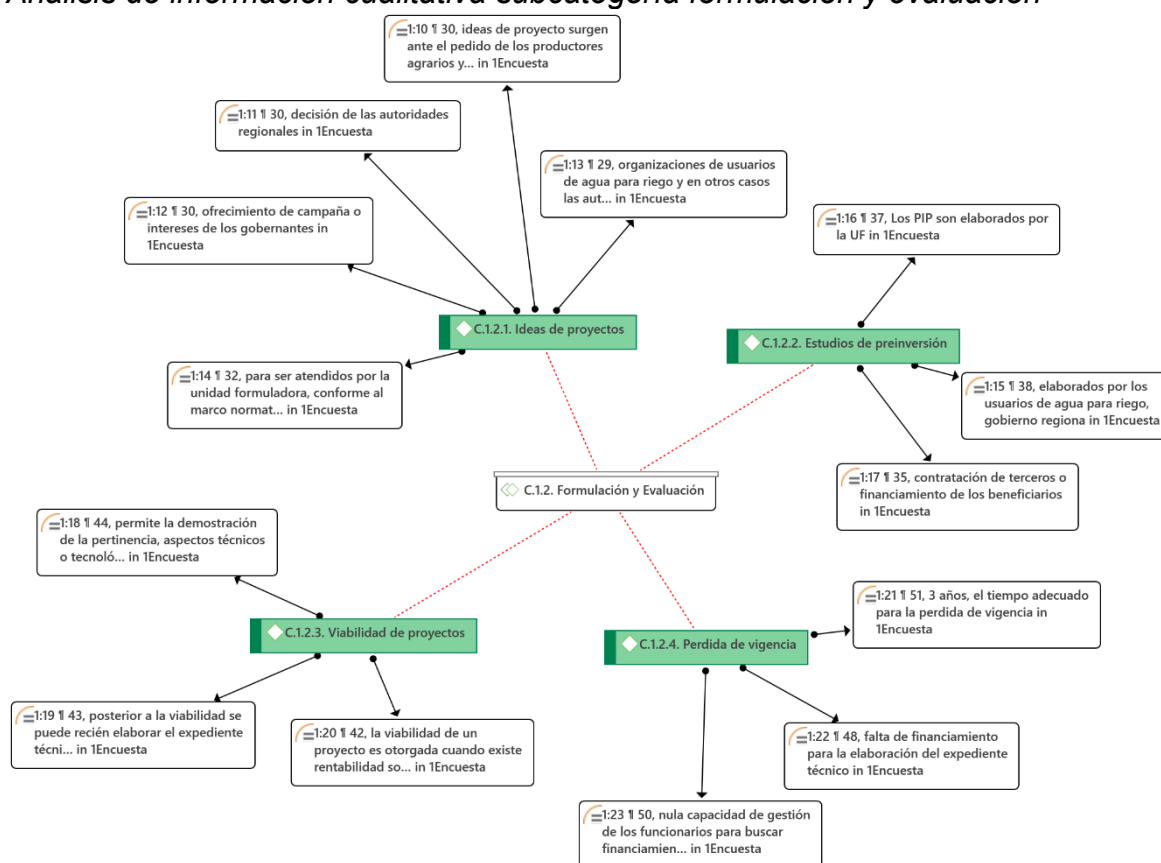 Análisis de información cualitativa subcategoría formulación y evaluación
1:10 ¶ 30, ideas de proyecto surgen
ante el pedido de los productores
agrarios y... in 1Encuesta
1:11 ¶ 30, decisión de las autoridades
regionales in 1Encuesta
1:13 ¶ 29, organizaciones de usuarios
de agua para riego y en otros casos
las aut... in 1Encuesta
1:12 ¶ 30, ofrecimiento de campaña o
intereses de los gobernantes in
1Encuesta
1:16 ¶ 37, Los PIP son elaborados por
la UF in 1Encuesta
C.1.2.1. Ideas de proyectos
C.1.2.2. Estudios de preinversión
1:14 ¶ 32, para ser atendidos por la
unidad formuladora, conforme al
marco normat... in 1Encuesta
1:15 ¶ 38, elaborados por los
usuarios de agua para riego,
gobierno regiona in 1Encuesta
1:17 ¶ 35, contratación de terceros o
financiamiento de los beneficiarios
in 1Encuesta
C.1.2. Formulación y Evaluación
1:18 ¶ 44, permite la demostración
de la pertinencia, aspectos técnicos
o tecnoló... in 1Encuesta
1:21 ¶ 51, 3 años, el tiempo adecuado
para la perdida de vigencia in
1Encuesta
C.1.2.3. Viabilidad de proyectos
C.1.2.4. Perdida de vigencia
1:19 ¶ 43, posterior a la viabilidad se
puede recién elaborar el expediente
técni... in 1Encuesta
1:20 ¶ 42, la viabilidad de un
proyecto es otorgada cuando existe
rentabilidad so... in 1Encuesta
1:22 ¶ 48, falta de financiamiento
para la elaboración del expediente
técnico in 1Encuesta
1:23 ¶ 50, nula capacidad de gestión
de los funcionarios para buscar
financiamien... in 1Encuesta